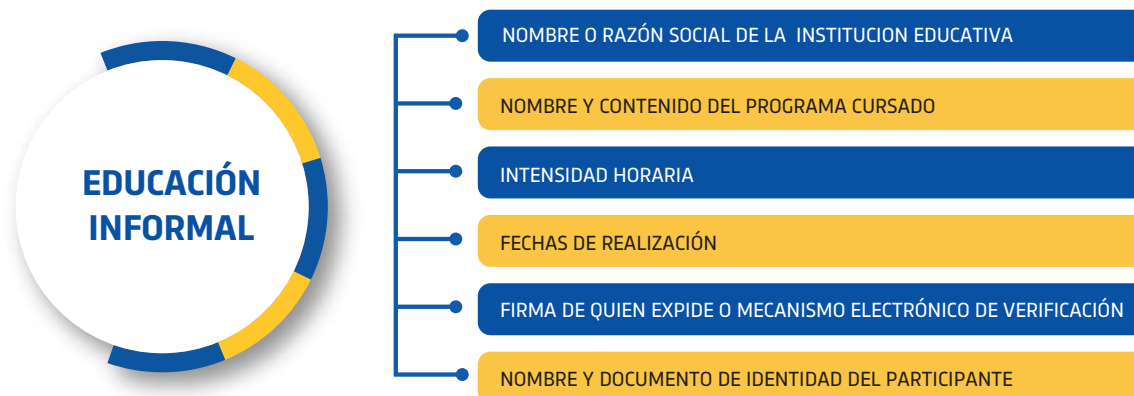 EDUCACIÓN
INFORMAL
NOMBRE O RAZÓN SOCIAL DE LA INSTITUCION EDUCATIVA
NOMBRE Y CONTENIDO DEL PROGRAMA CURSADO
INTENSIDAD HORARIA
FECHAS DE REALIZACIÓN
FIRMA DE QUIEN EXPIDE O MECANISMO ELECTRÓNICO DE VERIFICACIÓN
NOMBRE Y DOCUMENTO DE IDENTIDAD DEL PARTICIPANTE